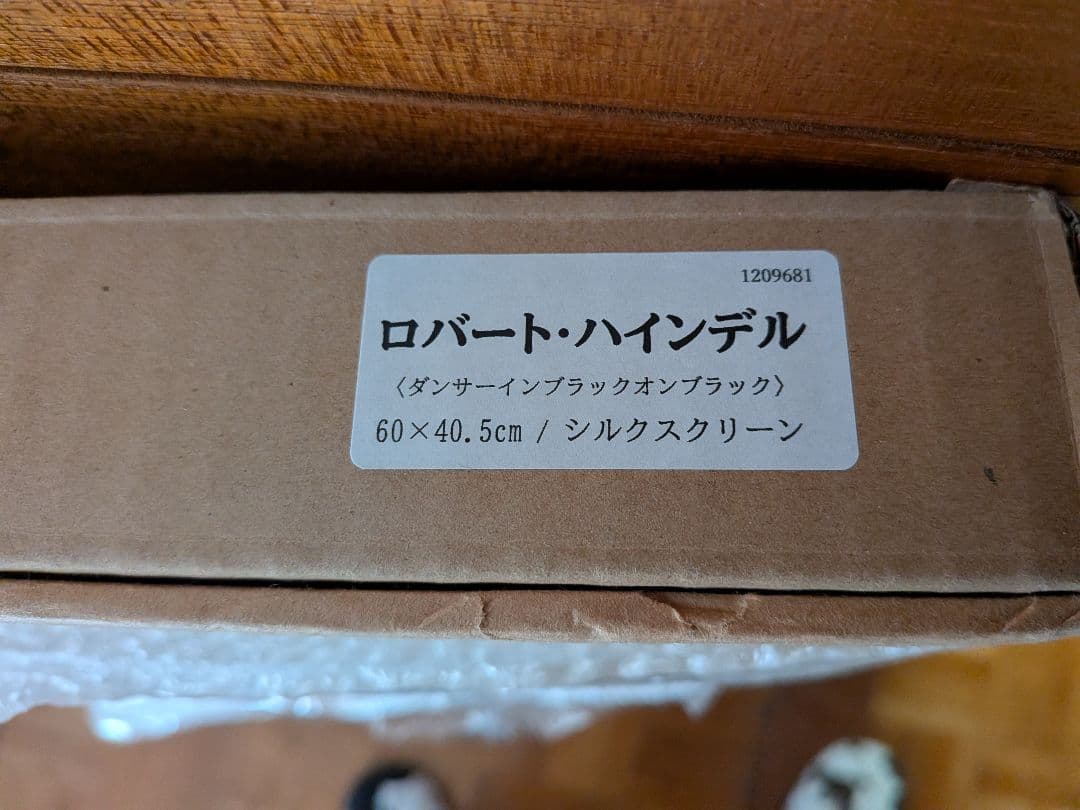 1209681
ロバート・ハインデル
〈ダンサーインブラックオンブラック〉
60×40.5cm / シルクスクリーン